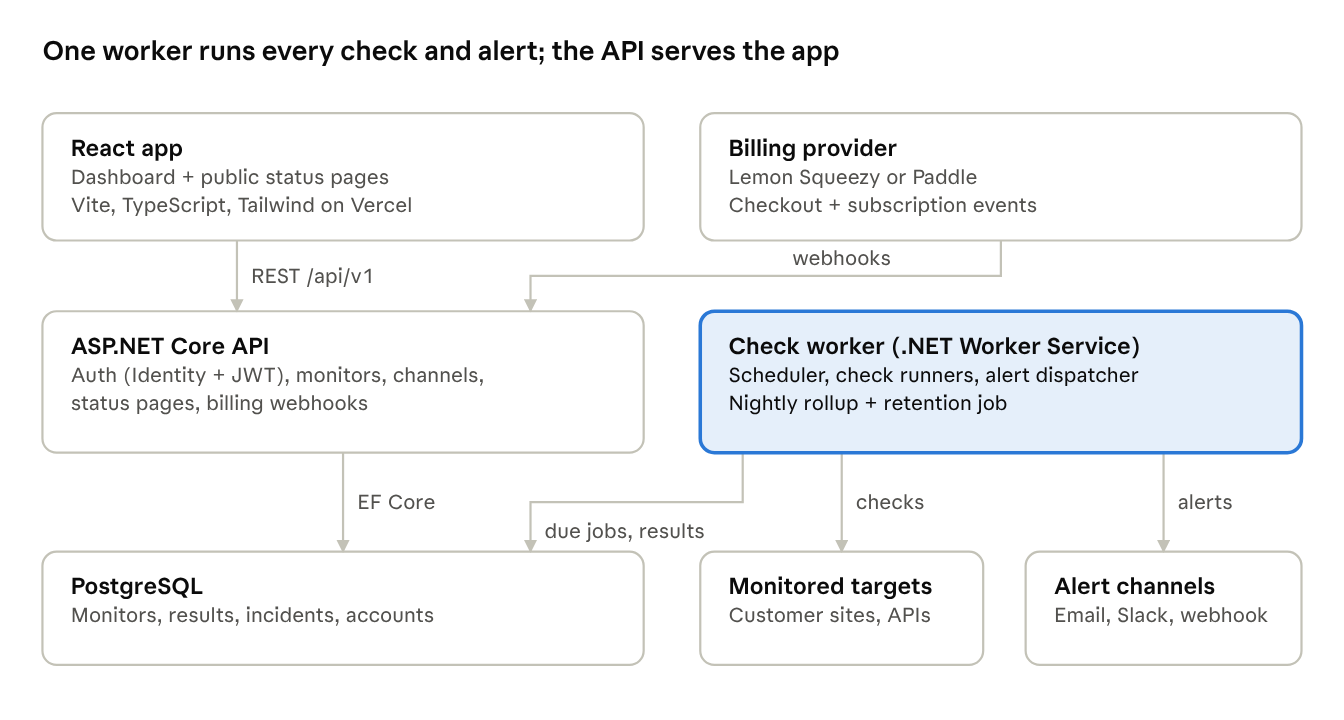 One worker runs every check and alert; the API serves the app
React app
Dashboard + public status pages
Vite, TypeScript, Tailwind on Vercel
Billing provider
Lemon Squeezy or Paddle
Checkout + subscription events
webhooks
REST /api/v1
ASP.NET Core API
Auth (Identity + JWT), monitors, channels,
status pages, billing webhooks
Check worker (.NET Worker Service)
Scheduler, check runners, alert dispatcher
Nightly rollup + retention job
EF Core
due jobs, results
checks
alerts
PostgreSQL
Monitors, results, incidents, accounts
Monitored targets
Customer sites, APIs
Alert channels
Email, Slack, webhook